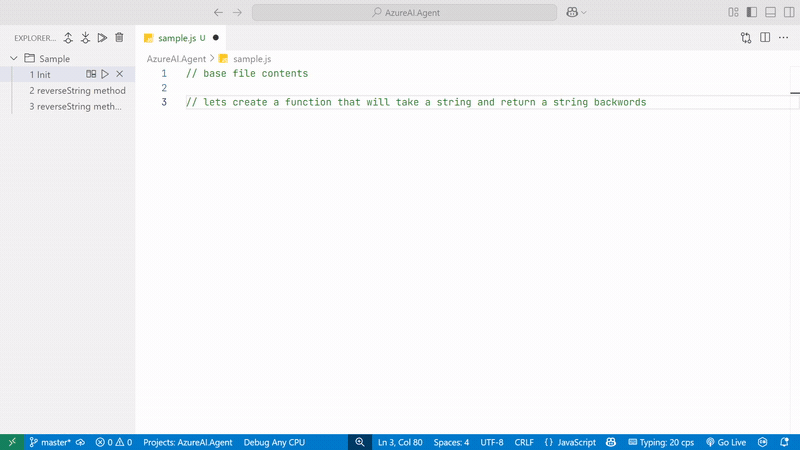 AzureAI.Agent
EXPLORER...
sample.js U
Sample
AzureAI.Agent > sample.js
1 Init
1 // base file contents
2 reverseString method
2
3 reverseString meth...
3 // lets create a function that will take a string and return a string backwords
master* 0 0 Projects: AzureAI.Agent Debug Any CPU Ln 3, Col 80 Spaces: 4 UTF-8 CRLF {} JavaScript Typing: 20 cps Go Live